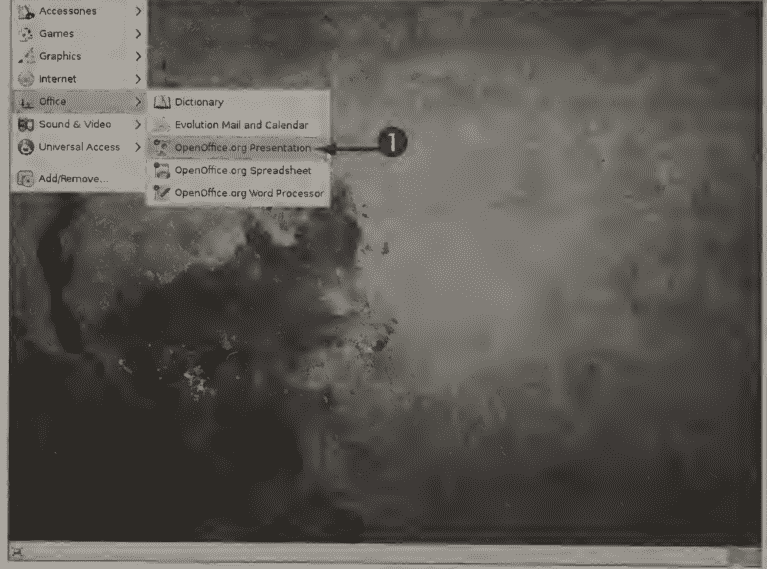 Accessories
Games
Graphics
Internet
Office
Sound & Video
Universal Access
Add/Remove...
Dictionary
Evolution Mail and Calendar
OpenOffice.org Presentation
1
OpenOffice.org Spreadsheet
OpenOffice.org Word Processor